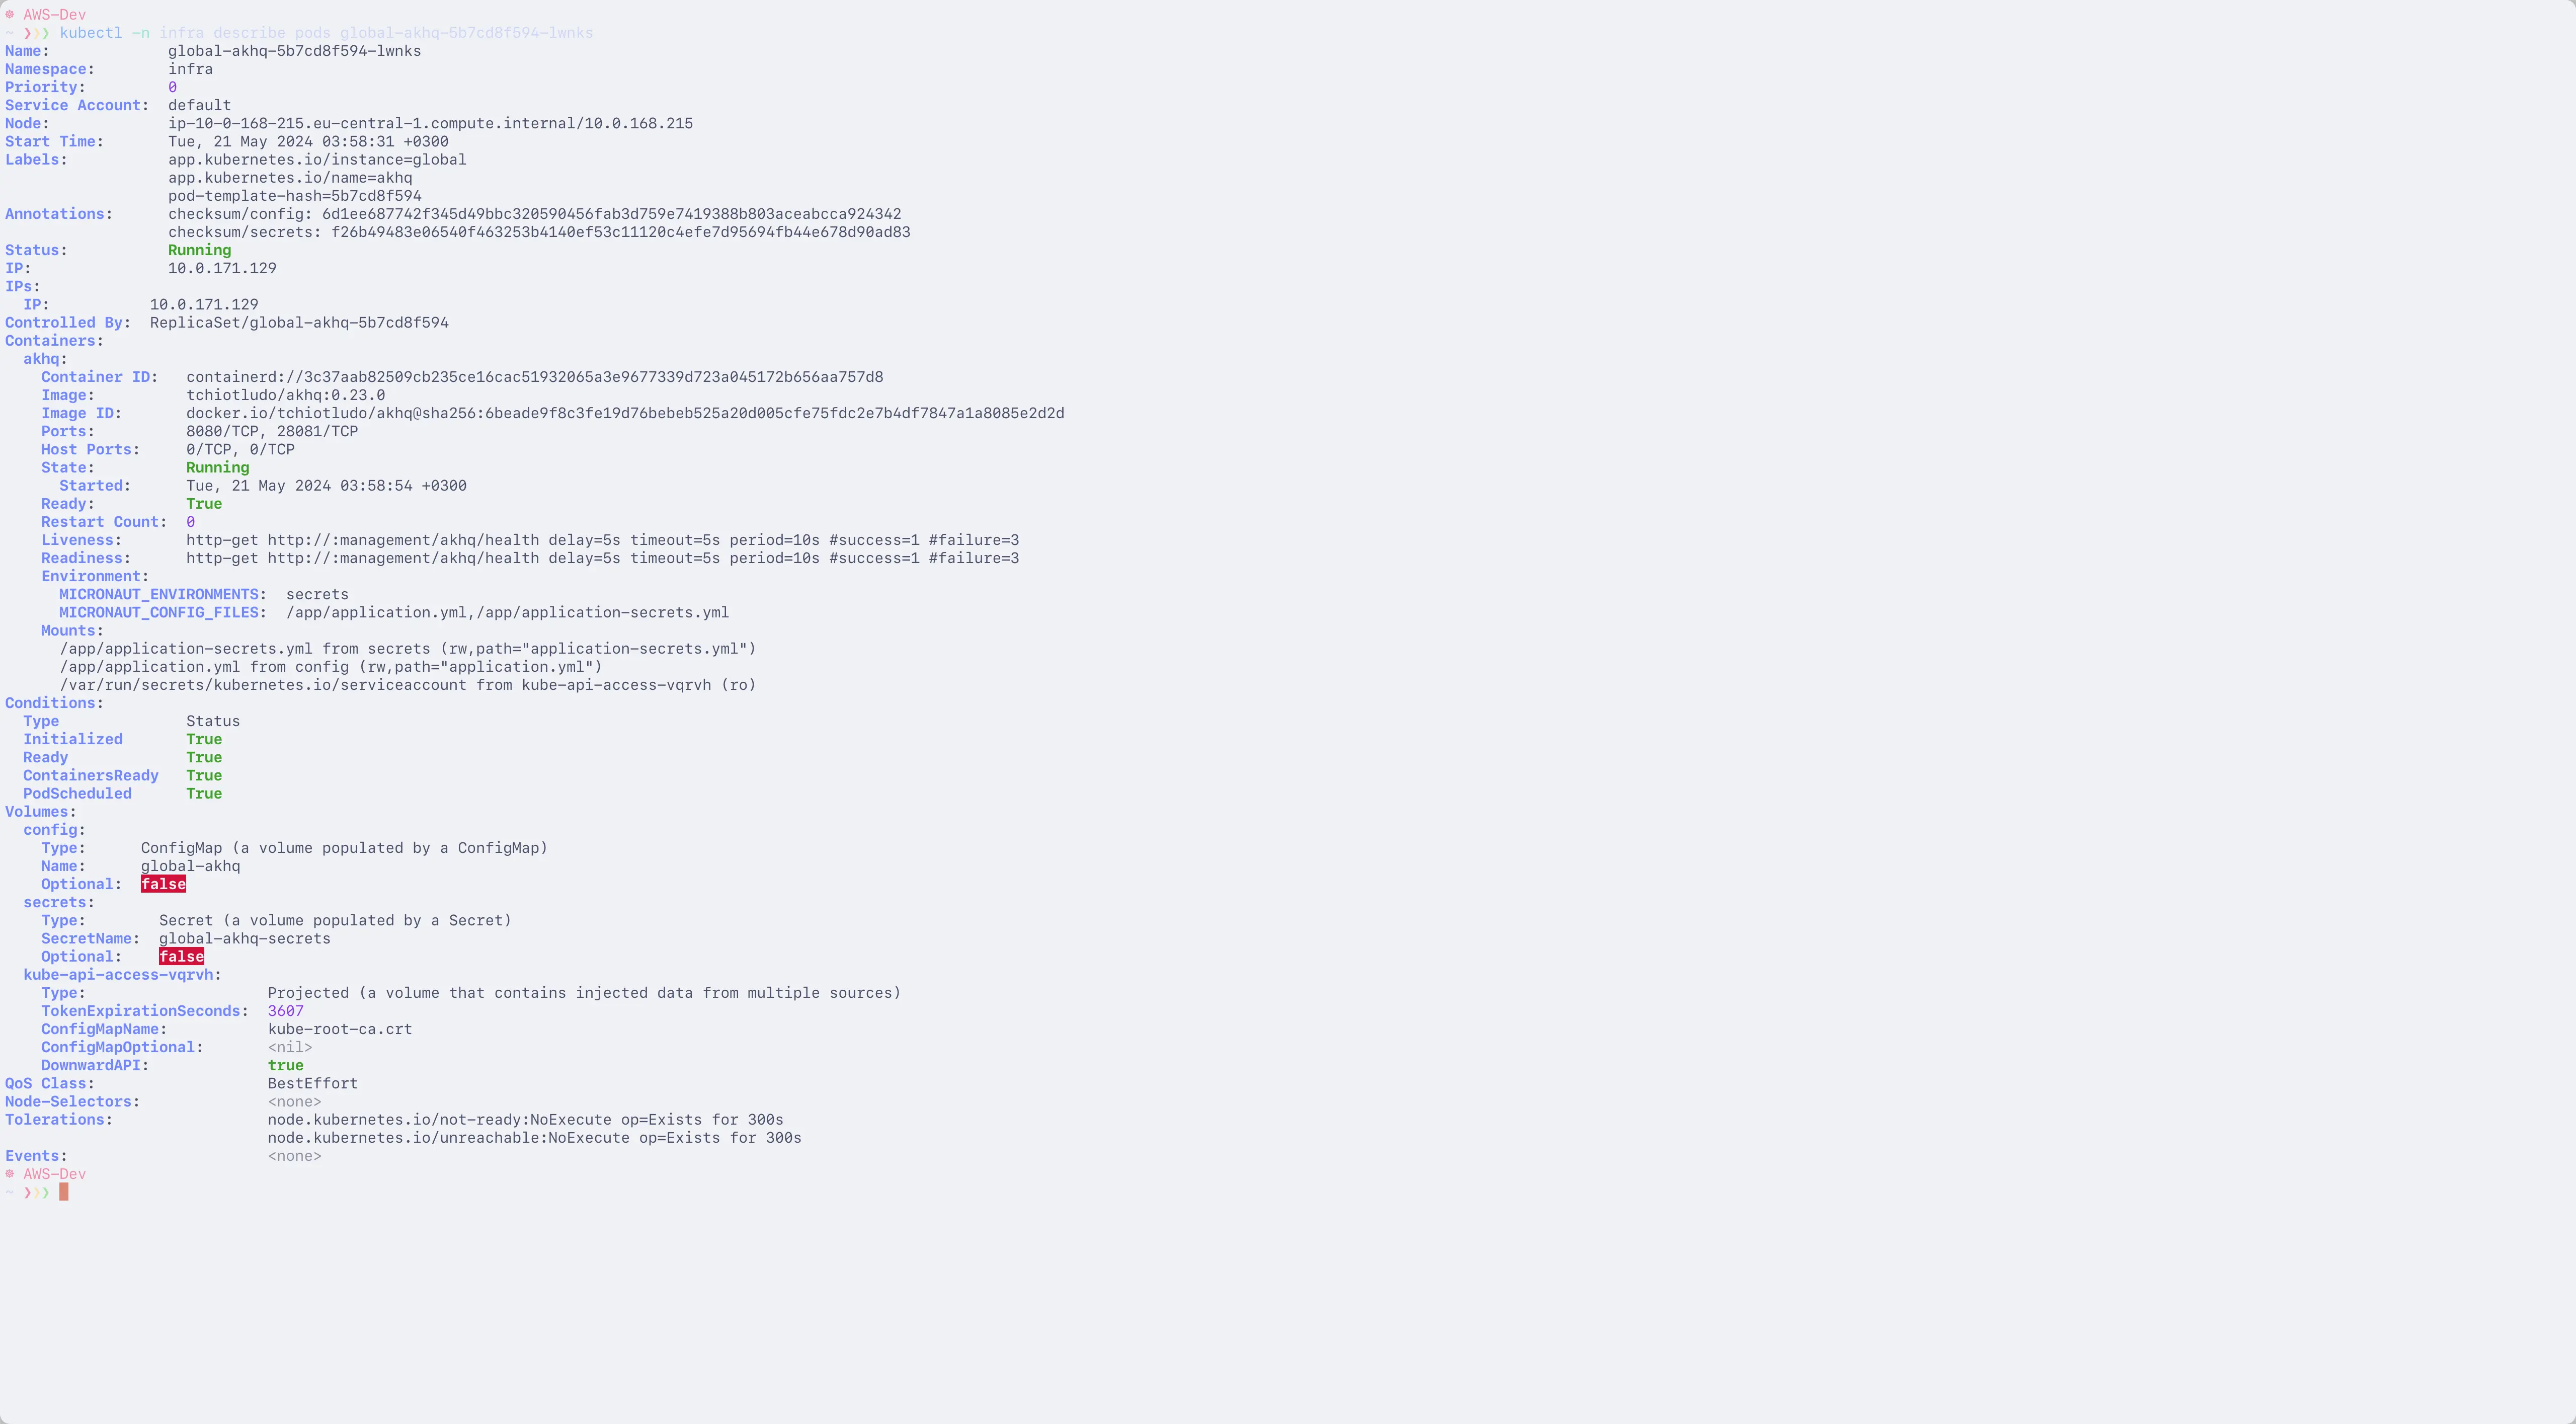 ☸ AWS-Dev
~ ❯❯❯ kubectl -n infra describe pods global-akhq-5b7cd8f594-lwnks
Name:             global-akhq-5b7cd8f594-lwnks
Namespace:        infra
Priority:         0
Service Account:  default
Node:             ip-10-0-168-215.eu-central-1.compute.internal/10.0.168.215
Start Time:       Tue, 21 May 2024 03:58:31 +0300
Labels:           app.kubernetes.io/instance=global
                  app.kubernetes.io/name=akhq
                  pod-template-hash=5b7cd8f594
Annotations:      checksum/config: 6d1ee687742f345d49bbc320590456fab3d759e7419388b803aceabcca924342
                  checksum/secrets: f26b49483e06540f463253b4140ef53c11120c4efe7d95694fb44e678d90ad83
Status:           Running
IP:               10.0.171.129
IPs:
  IP:           10.0.171.129
Controlled By:  ReplicaSet/global-akhq-5b7cd8f594
Containers:
  akhq:
    Container ID:   containerd://3c37aab82509cb235ce16cac51932065a3e9677339d723a045172b656aa757d8
    Image:          tchiotludo/akhq:0.23.0
    Image ID:       docker.io/tchiotludo/akhq@sha256:6beade9f8c3fe19d76bebeb525a20d005cfe75fdc2e7b4df7847a1a8085e2d2d
    Ports:          8080/TCP, 28081/TCP
    Host Ports:     0/TCP, 0/TCP
    State:          Running
      Started:      Tue, 21 May 2024 03:58:54 +0300
    Ready:          True
    Restart Count:  0
    Liveness:       http-get http://:management/akhq/health delay=5s timeout=5s period=10s #success=1 #failure=3
    Readiness:      http-get http://:management/akhq/health delay=5s timeout=5s period=10s #success=1 #failure=3
    Environment:
      MICRONAUT_ENVIRONMENTS:  secrets
      MICRONAUT_CONFIG_FILES:  /app/application.yml,/app/application-secrets.yml
    Mounts:
      /app/application-secrets.yml from secrets (rw,path="application-secrets.yml")
      /app/application.yml from config (rw,path="application.yml")
      /var/run/secrets/kubernetes.io/serviceaccount from kube-api-access-vqrvh (ro)
Conditions:
  Type              Status
  Initialized       True
  Ready             True
  ContainersReady   True
  PodScheduled      True
Volumes:
  config:
    Type:      ConfigMap (a volume populated by a ConfigMap)
    Name:      global-akhq
    Optional:  false
  secrets:
    Type:        Secret (a volume populated by a Secret)
    SecretName:  global-akhq-secrets
    Optional:    false
  kube-api-access-vqrvh:
    Type:                    Projected (a volume that contains injected data from multiple sources)
    TokenExpirationSeconds:  3607
    ConfigMapName:           kube-root-ca.crt
    ConfigMapOptional:       <nil>
    DownwardAPI:             true
QoS Class:                   BestEffort
Node-Selectors:              <none>
Tolerations:                 node.kubernetes.io/not-ready:NoExecute op=Exists for 300s
                             node.kubernetes.io/unreachable:NoExecute op=Exists for 300s
Events:                      <none>
☸ AWS-Dev
~ ❯❯❯